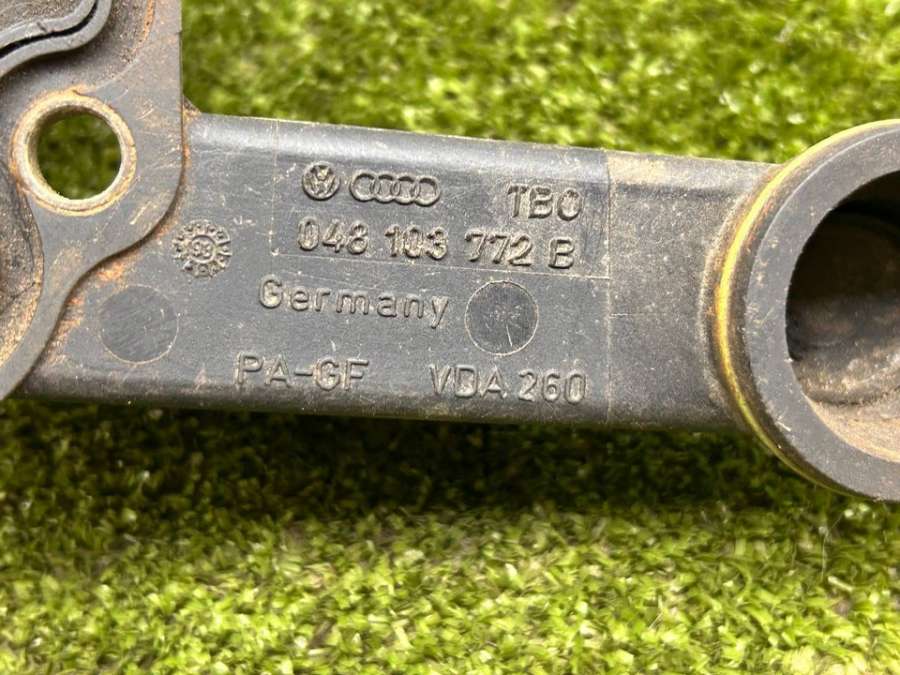 TBO
048 103 772 B
Germany
PA-GF VDA 260